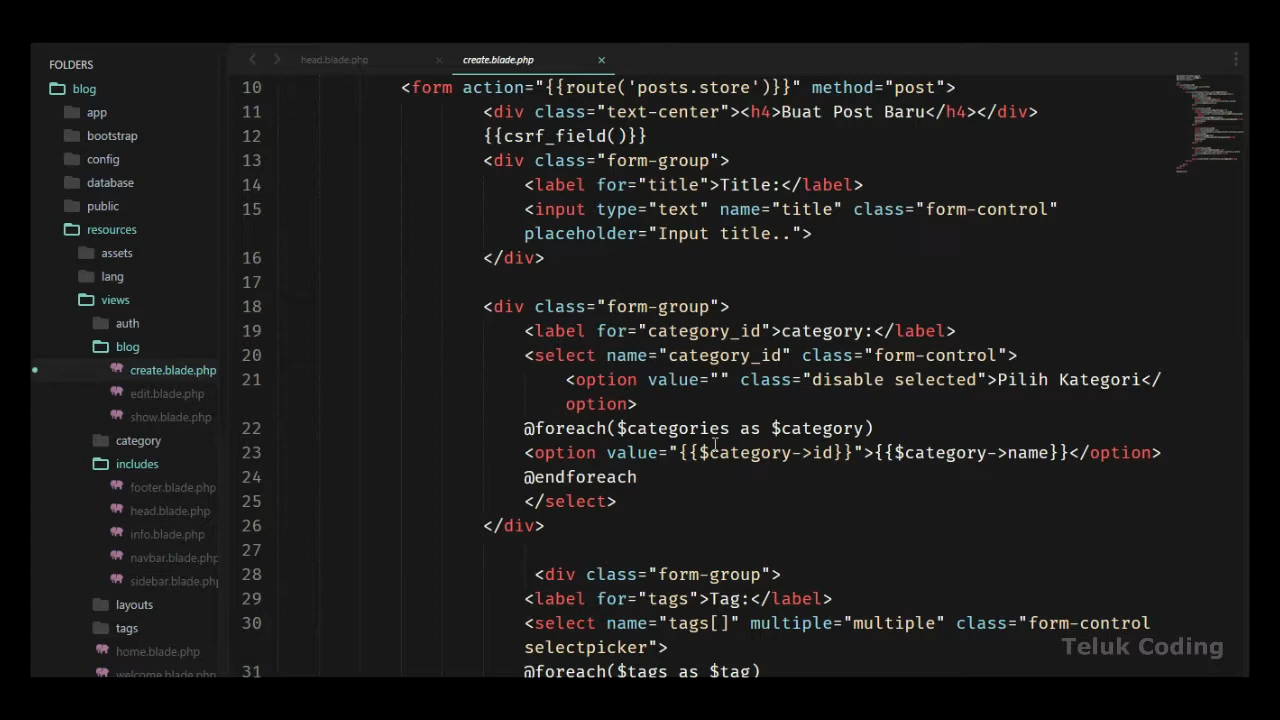 FOLDERS
blog
app
bootstrap
config
database
public
resources
assets
lang
views
auth
blog
create.blade.php
edit.blade.php
show.blade.php
category
includes
footer.blade.php
head.blade.php
info.blade.php
navbar.blade.php
sidebar.blade.php
layouts
tags
home.blade.php
welcome.blade.php
head.blade.php × create.blade.php ×
10 <form action="{{route('posts.store')}}" method="post">
11 <div class="text-center"><h4>Buat Post Baru</h4></div>
12 {{csrf_field()}}
13 <div class="form-group">
14 <label for="title">Title:</label>
15 <input type="text" name="title" class="form-control"
placeholder="Input title..">
16 </div>
17
18 <div class="form-group">
19 <label for="category_id">category:</label>
20 <select name="category_id" class="form-control">
21 <option value="" class="disable selected">Pilih Kategori</
option>
22 @foreach($categories as $category)
23 <option value="{{$category->id}}">{{$category->name}}</option>
24 @endforeach
25 </select>
26 </div>
27
28 <div class="form-group">
29 <label for="tags">Tag:</label>
30 <select name="tags[]" multiple="multiple" class="form-control
selectpicker">
31 @foreach($tags as $tag)
Teluk Coding